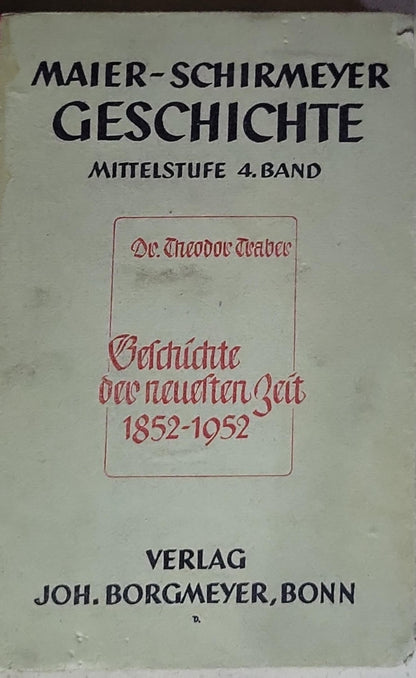 MAIER-SCHIRMEYER
GESCHICHTE
MITTELSTUFE 4. BAND
Dr. Theodor Traber
Geschichte
der neuesten Zeit
1852-1952
VERLAG
JOH. BORGMEYER, BONN
D.